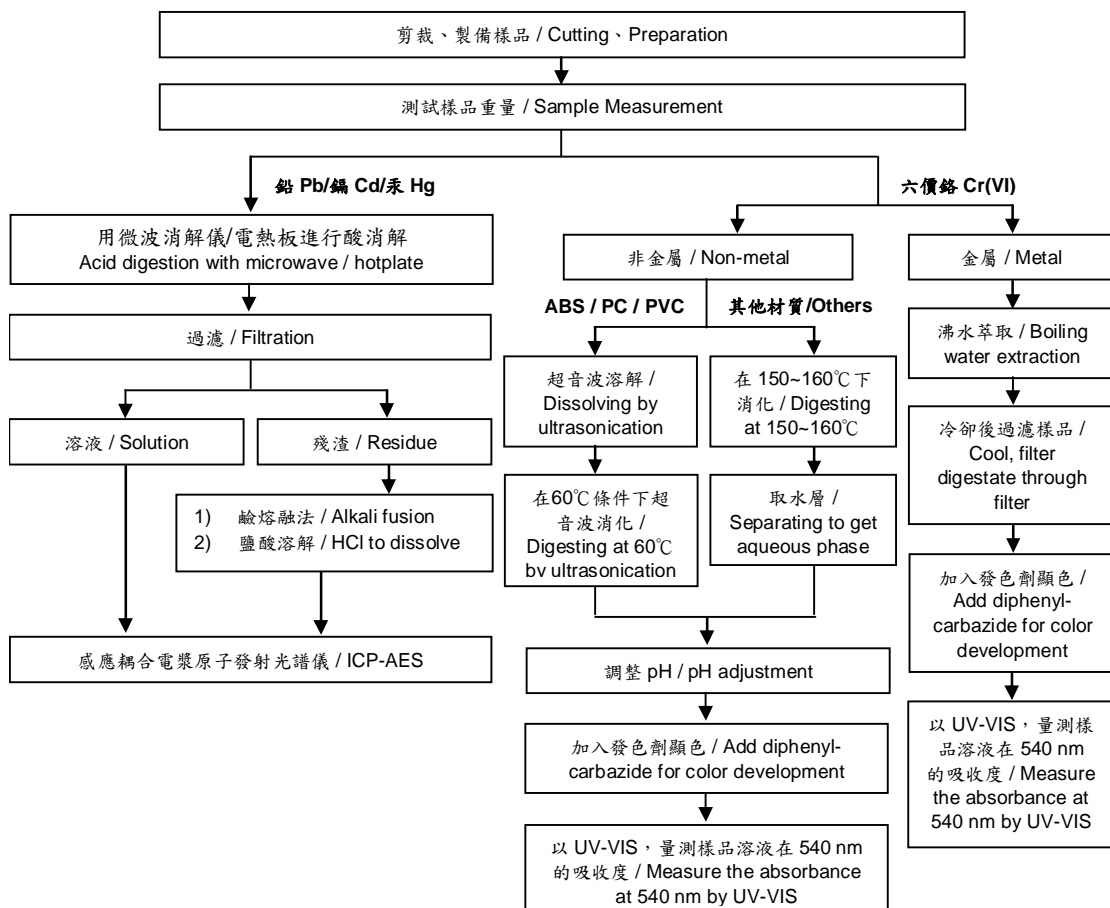 剪裁、製備樣品 / Cutting、Preparation
測試樣品重量 / Sample Measurement
鉛 Pb/鎘 Cd/汞 Hg
六價鉻 Cr(VI)
用微波消解儀/電熱板進行酸消解
Acid digestion with microwave / hotplate
過濾 / Filtration
溶液 / Solution
殘渣 / Residue
1) 鹼熔融法 / Alkali fusion
2) 鹽酸溶解 / HCl to dissolve
感應耦合電漿原子發射光譜儀 / ICP-AES
非金屬 / Non-metal
ABS / PC / PVC
其他材質/Others
超音波溶解 /
Dissolving by
ultrasonication
在60℃條件下超
音波消化 /
Digesting at 60℃
by ultrasonication
在 150~160℃下
消化 / Digesting
at 150~160℃
取水層 /
Separating to get
aqueous phase
調整 pH / pH adjustment
加入發色劑顯色 / Add diphenyl-
carbazide for color development
以 UV-VIS，量測樣品溶液在 540 nm
的吸收度 / Measure the absorbance
at 540 nm by UV-VIS
金屬 / Metal
沸水萃取 / Boiling
water extraction
冷卻後過濾樣品 /
Cool, filter
digestate through
filter
加入發色劑顯色 /
Add diphenyl-
carbazide for color
development
以 UV-VIS，量測樣
品溶液在 540 nm
的吸收度 / Measure
the absorbance at
540 nm by UV-VIS